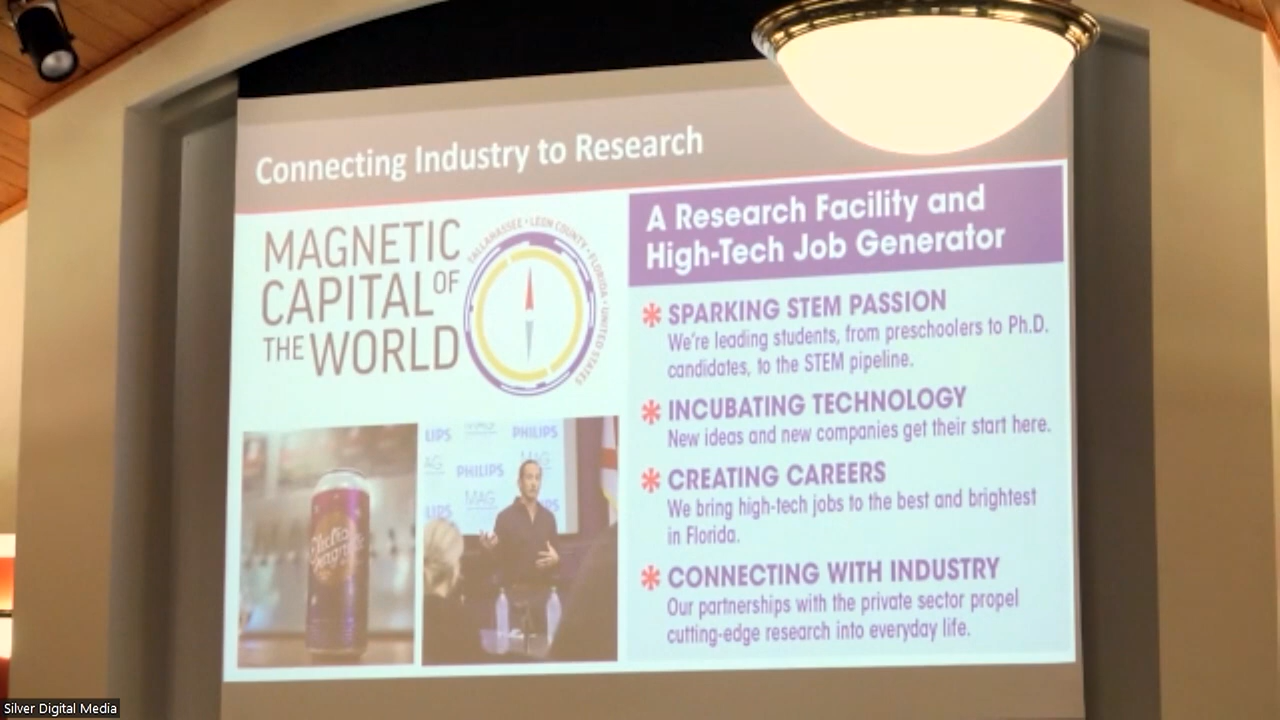 Connecting Industry to Research
MAGNETIC
CAPITAL OF
THE WORLD
TALLAHASSEE • LEON COUNTY • FLORIDA • UNITED STATES
A Research Facility and
High-Tech Job Generator
* SPARKING STEM PASSION
We're leading students, from preschoolers to Ph.D.
candidates, to the STEM pipeline.
* INCUBATING TECHNOLOGY
New ideas and new companies get their start here.
* CREATING CAREERS
We bring high-tech jobs to the best and brightest
in Florida.
* CONNECTING WITH INDUSTRY
Our partnerships with the private sector propel
cutting-edge research into everyday life.
LIPS
PHILIPS
AG
PHILIPS
MAG
MAG
LIPS
PS
Silver Digital Media